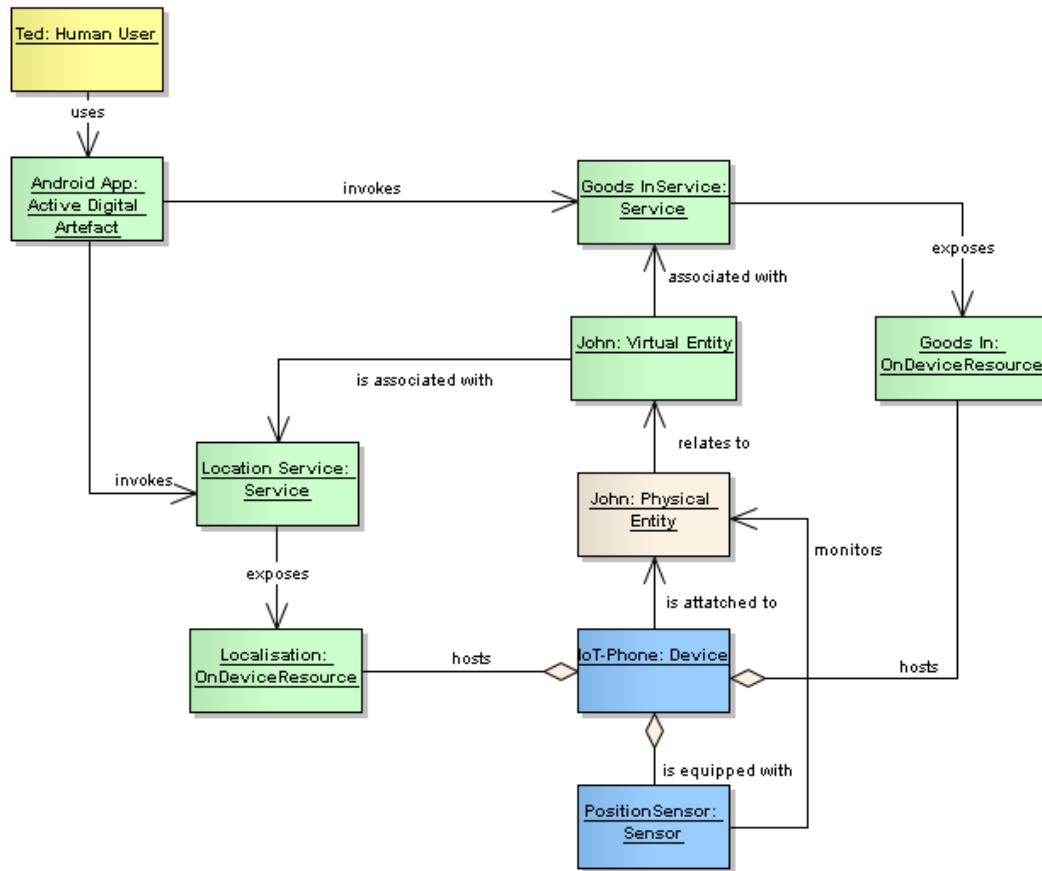 Ted: Human User
uses
Android App:
Active Digital
Artefact
invokes
Goods InService:
Service
exposes
associated with
John: Virtual Entity
Goods In:
OnDeviceResource
is associated with
relates to
Location Service:
Service
invokes
John: Physical
Entity
monitors
exposes
is attatched to
Localisation:
OnDeviceResource
hosts
IoT-Phone: Device
hosts
is equipped with
PositionSensor:
Sensor